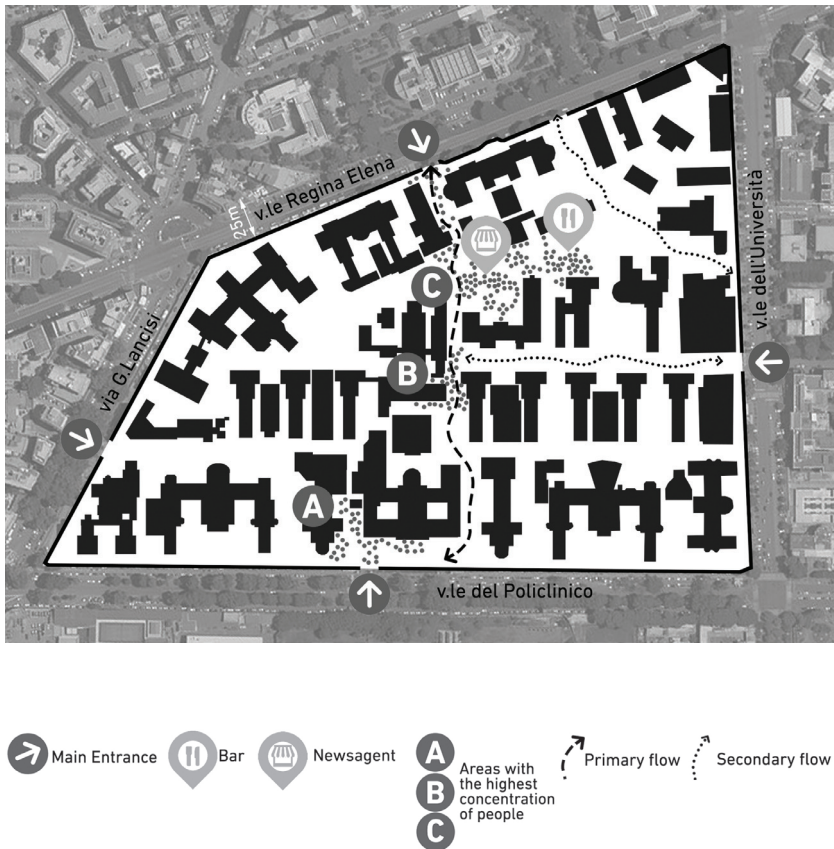 v.le Regina Elena
25m
via G.Lancisi
v.le dell'Università
C
B
A
v.le del Policlinico
Main Entrance
Bar
Newsagent
A
B
C
Areas with
the highest
concentration
of people
Primary flow
Secondary flow